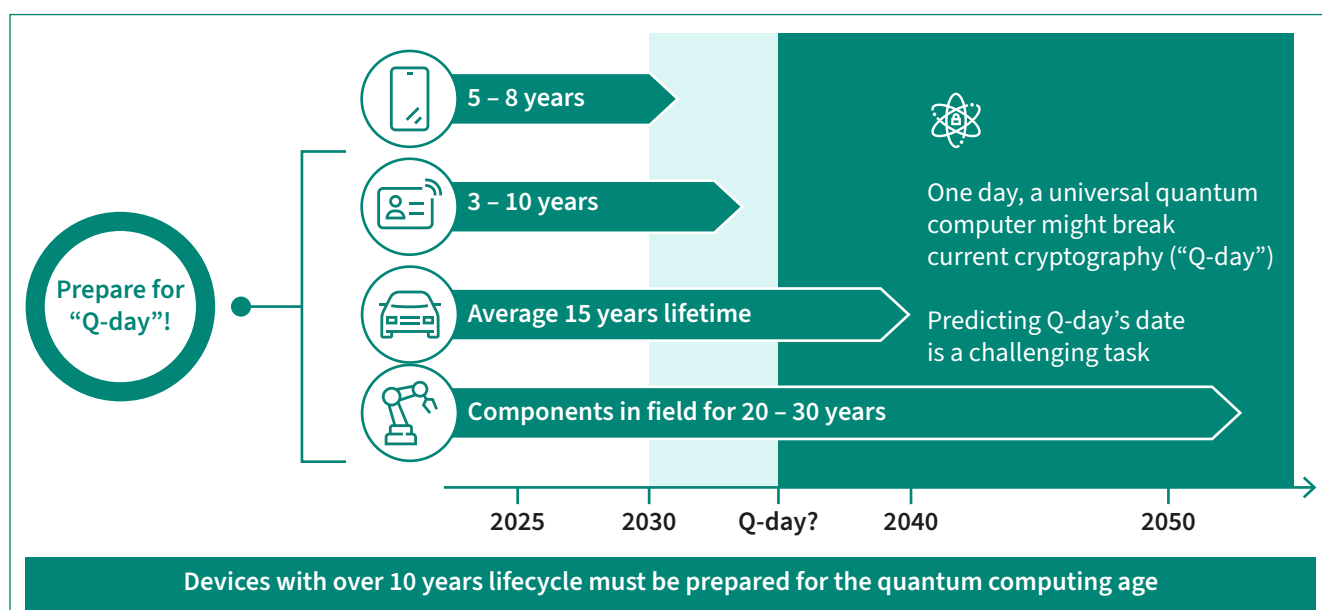 Prepare for
“Q-day”!
5 – 8 years
3 – 10 years
Average 15 years lifetime
Components in field for 20 – 30 years
One day, a universal quantum
computer might break
current cryptography (“Q-day”)
Predicting Q-day’s date
is a challenging task
2025 2030 Q-day? 2040 2050
Devices with over 10 years lifecycle must be prepared for the quantum computing age